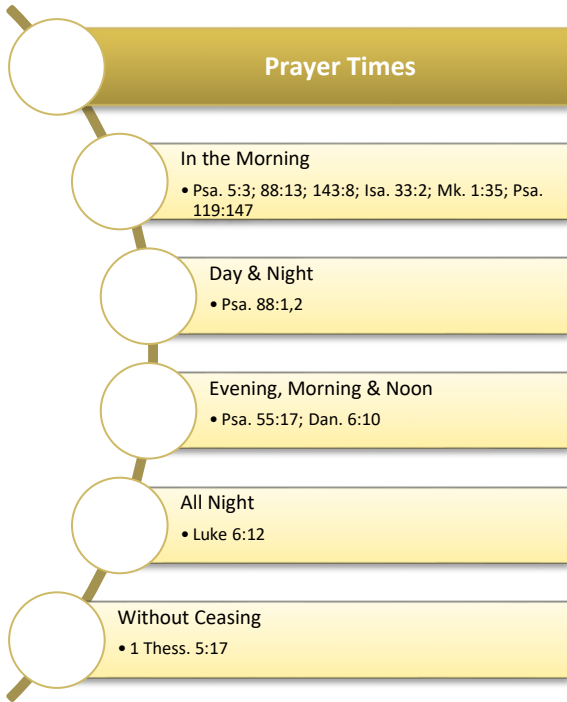 Prayer Times
In the Morning
• Psa. 5:3; 88:13; 143:8; Isa. 33:2; Mk. 1:35; Psa.
119:147
Day & Night
• Psa. 88:1,2
Evening, Morning & Noon
• Psa. 55:17; Dan. 6:10
All Night
• Luke 6:12
Without Ceasing
• 1 Thess. 5:17